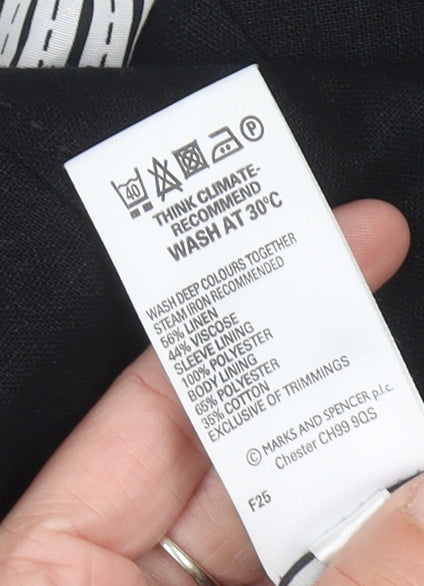 40 P
THINK CLIMATE-
RECOMMEND
WASH AT 30°C
WASH DEEP COLOURS TOGETHER
STEAM IRON RECOMMENDED
56% LINEN
44% VISCOSE
SLEEVE LINING
100% POLYESTER
BODY LINING
65% POLYESTER
35% COTTON
EXCLUSIVE OF TRIMMINGS
© MARKS AND SPENCER p.l.c.
Chester CH99 9QS
F25